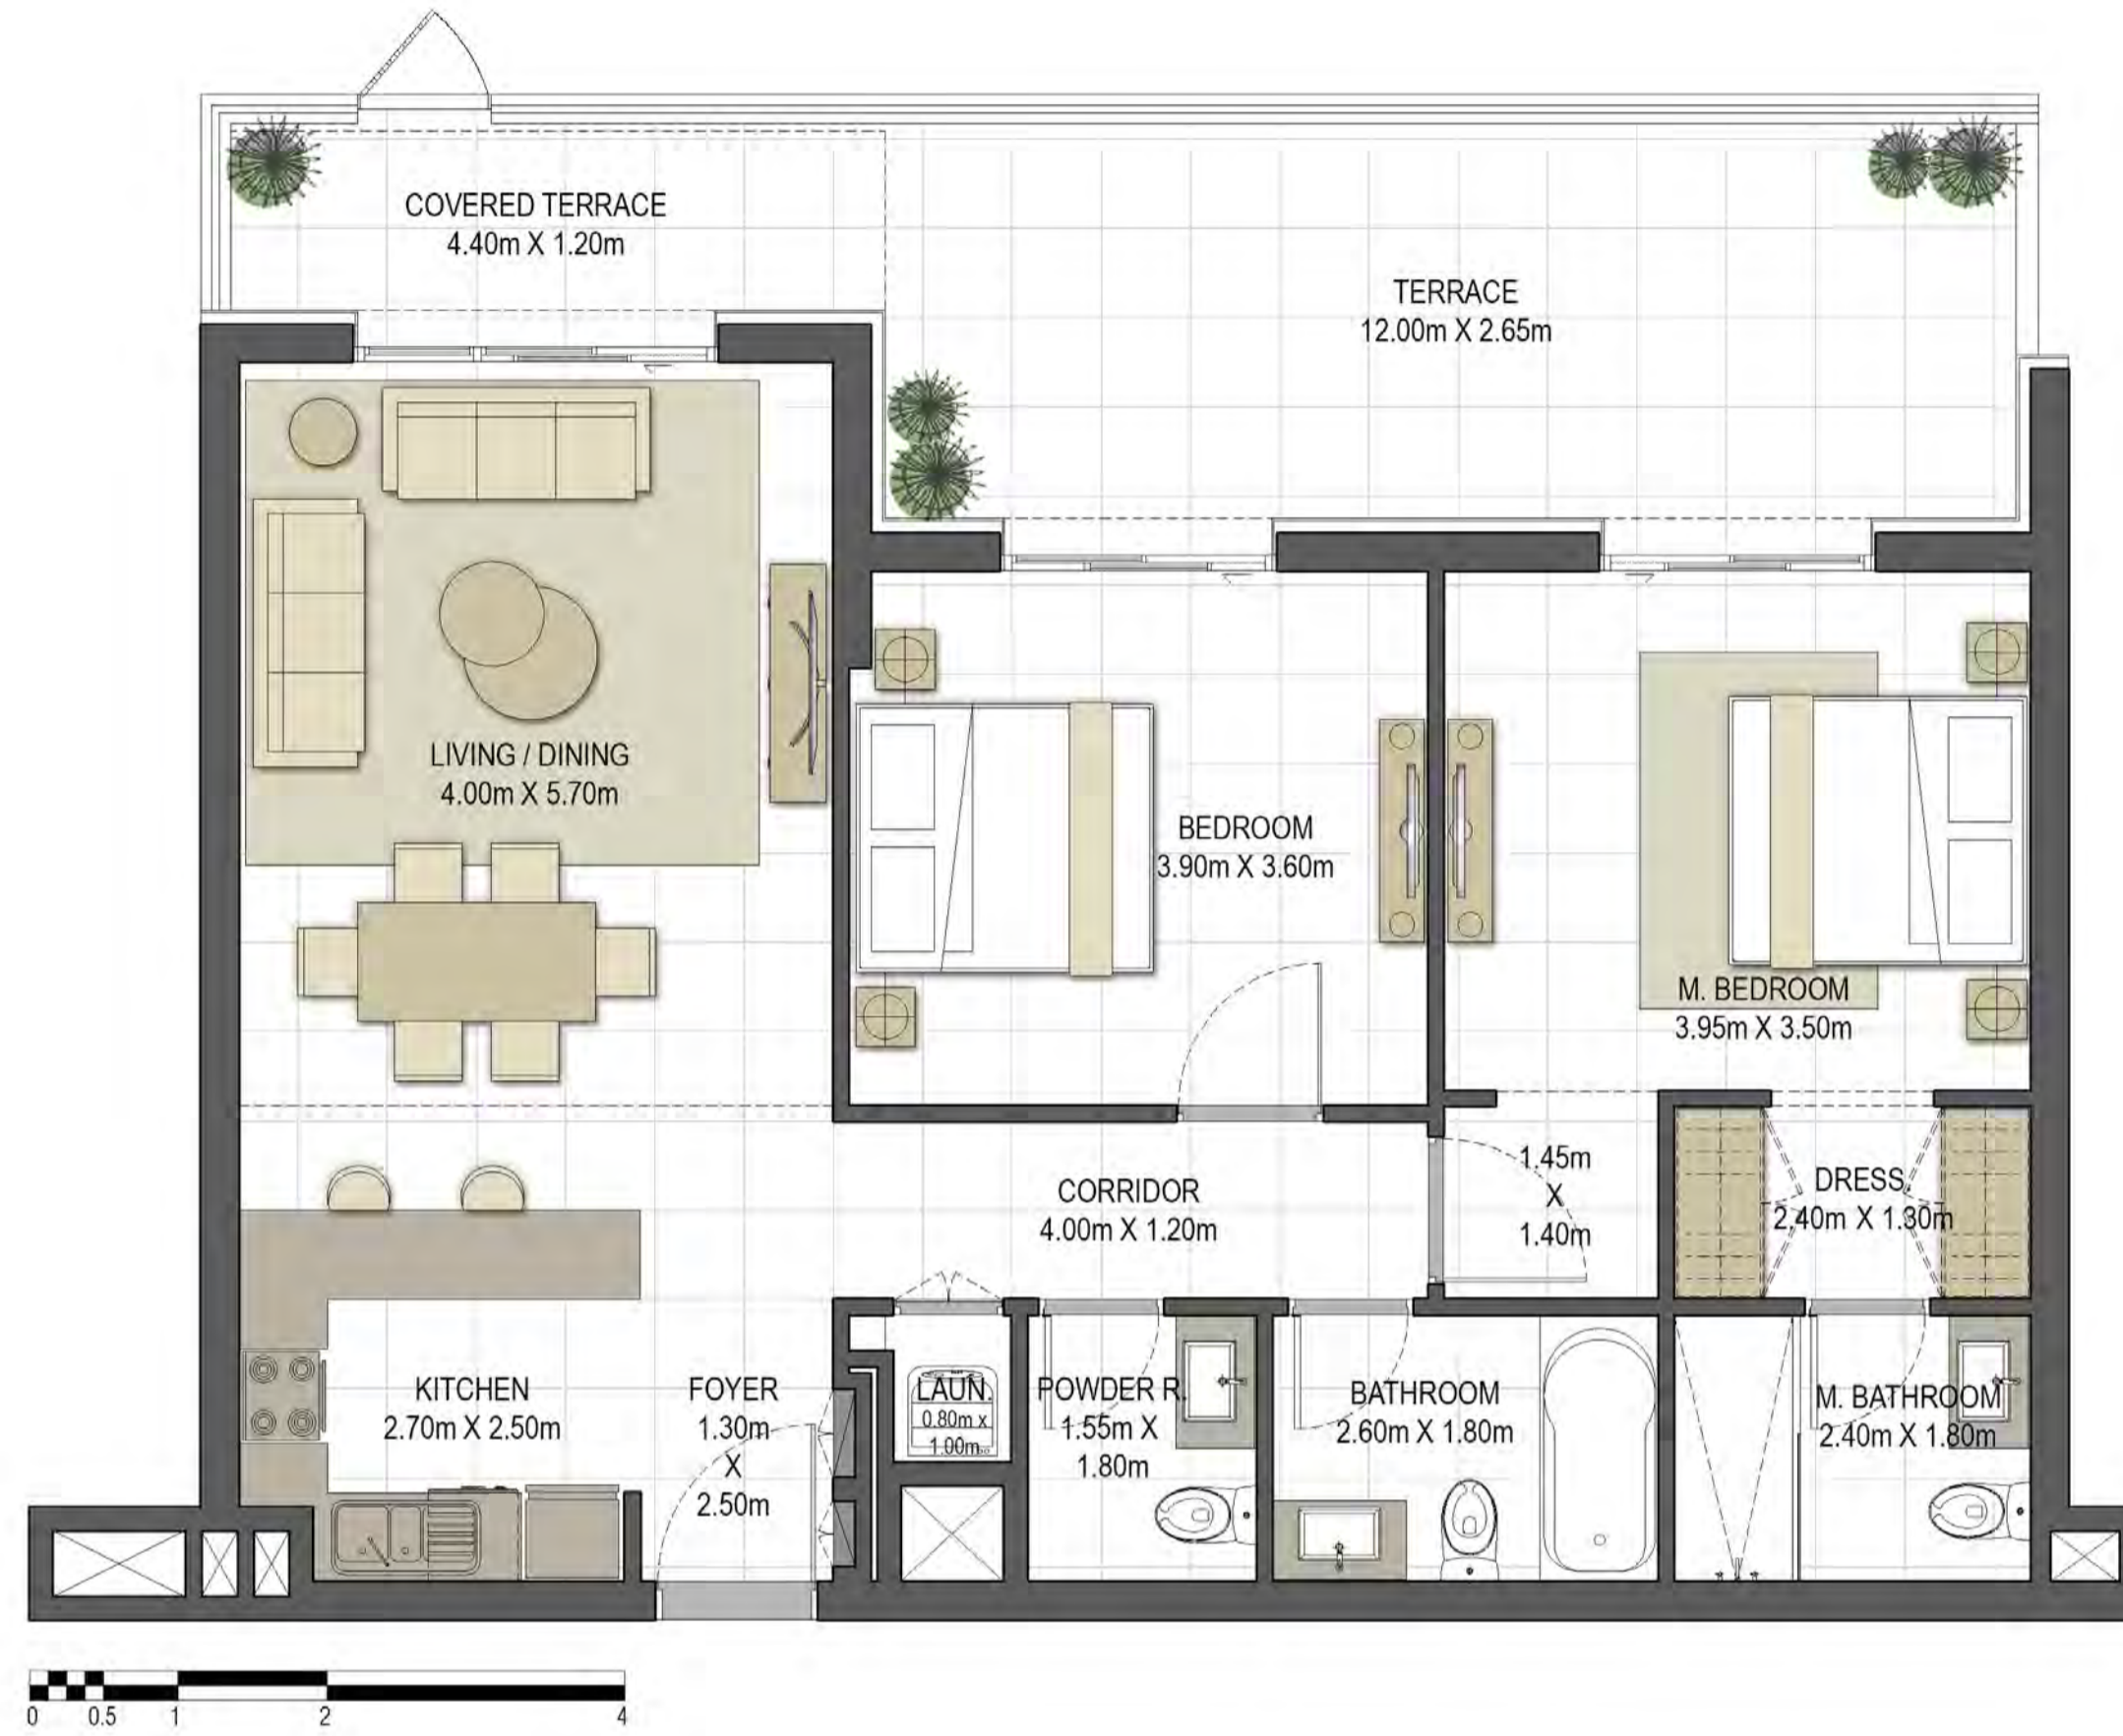 COVERED TERRACE
4.40m X 1.20m
TERRACE
12.00m X 2.65m
LIVING / DINING
4.00m X 5.70m
BEDROOM
3.90m X 3.60m
M. BEDROOM
3.95m X 3.50m
CORRIDOR
4.00m X 1.20m
1.45m
X
1.40m
DRESS.
2.40m X 1.30m
KITCHEN
2.70m X 2.50m
FOYER
1.30m
X
2.50m
LAUN.
0.80m x
1.00m
POWDER R.
1.55m X
1.80m
BATHROOM
2.60m X 1.80m
M. BATHROOM
2.40m X 1.80m
0 0.5 1 2 4